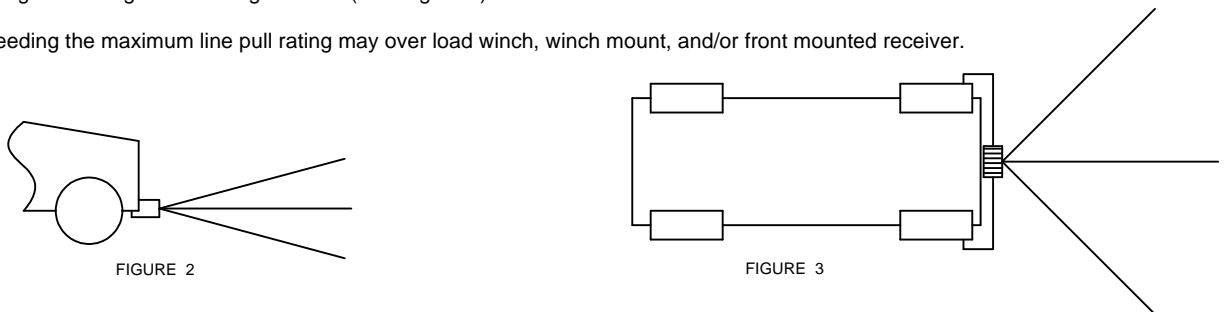 eeding the maximum line pull rating may over load winch, winch mount, and/or front mounted receiver.
FIGURE 2
FIGURE 3